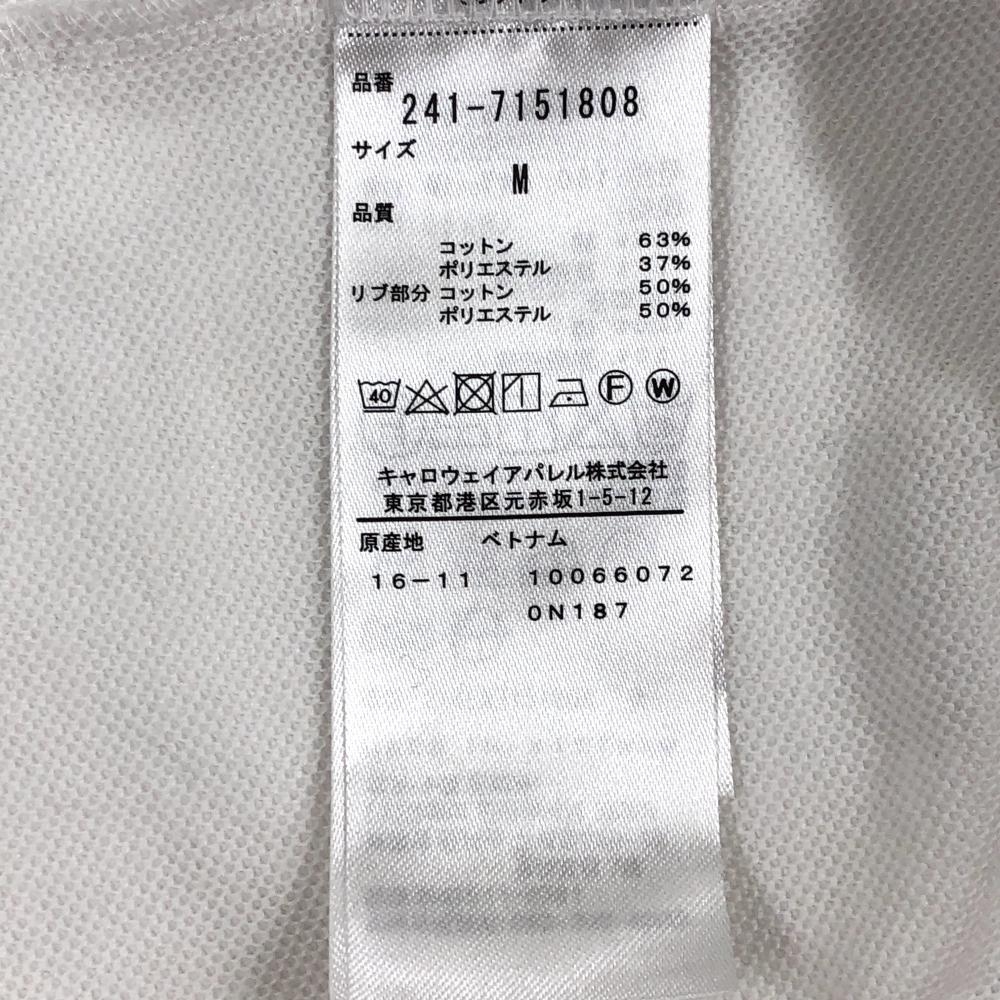 品番
241-7151808
サイズ
M
品質
コットン 63%
ポリエステル 37%
リブ部分 コットン 50%
ポリエステル 50%
40 F W
キャロウェイアパレル株式会社
東京都港区元赤坂1-5-12
原産地 ベトナム
16-11 10066072
0N187